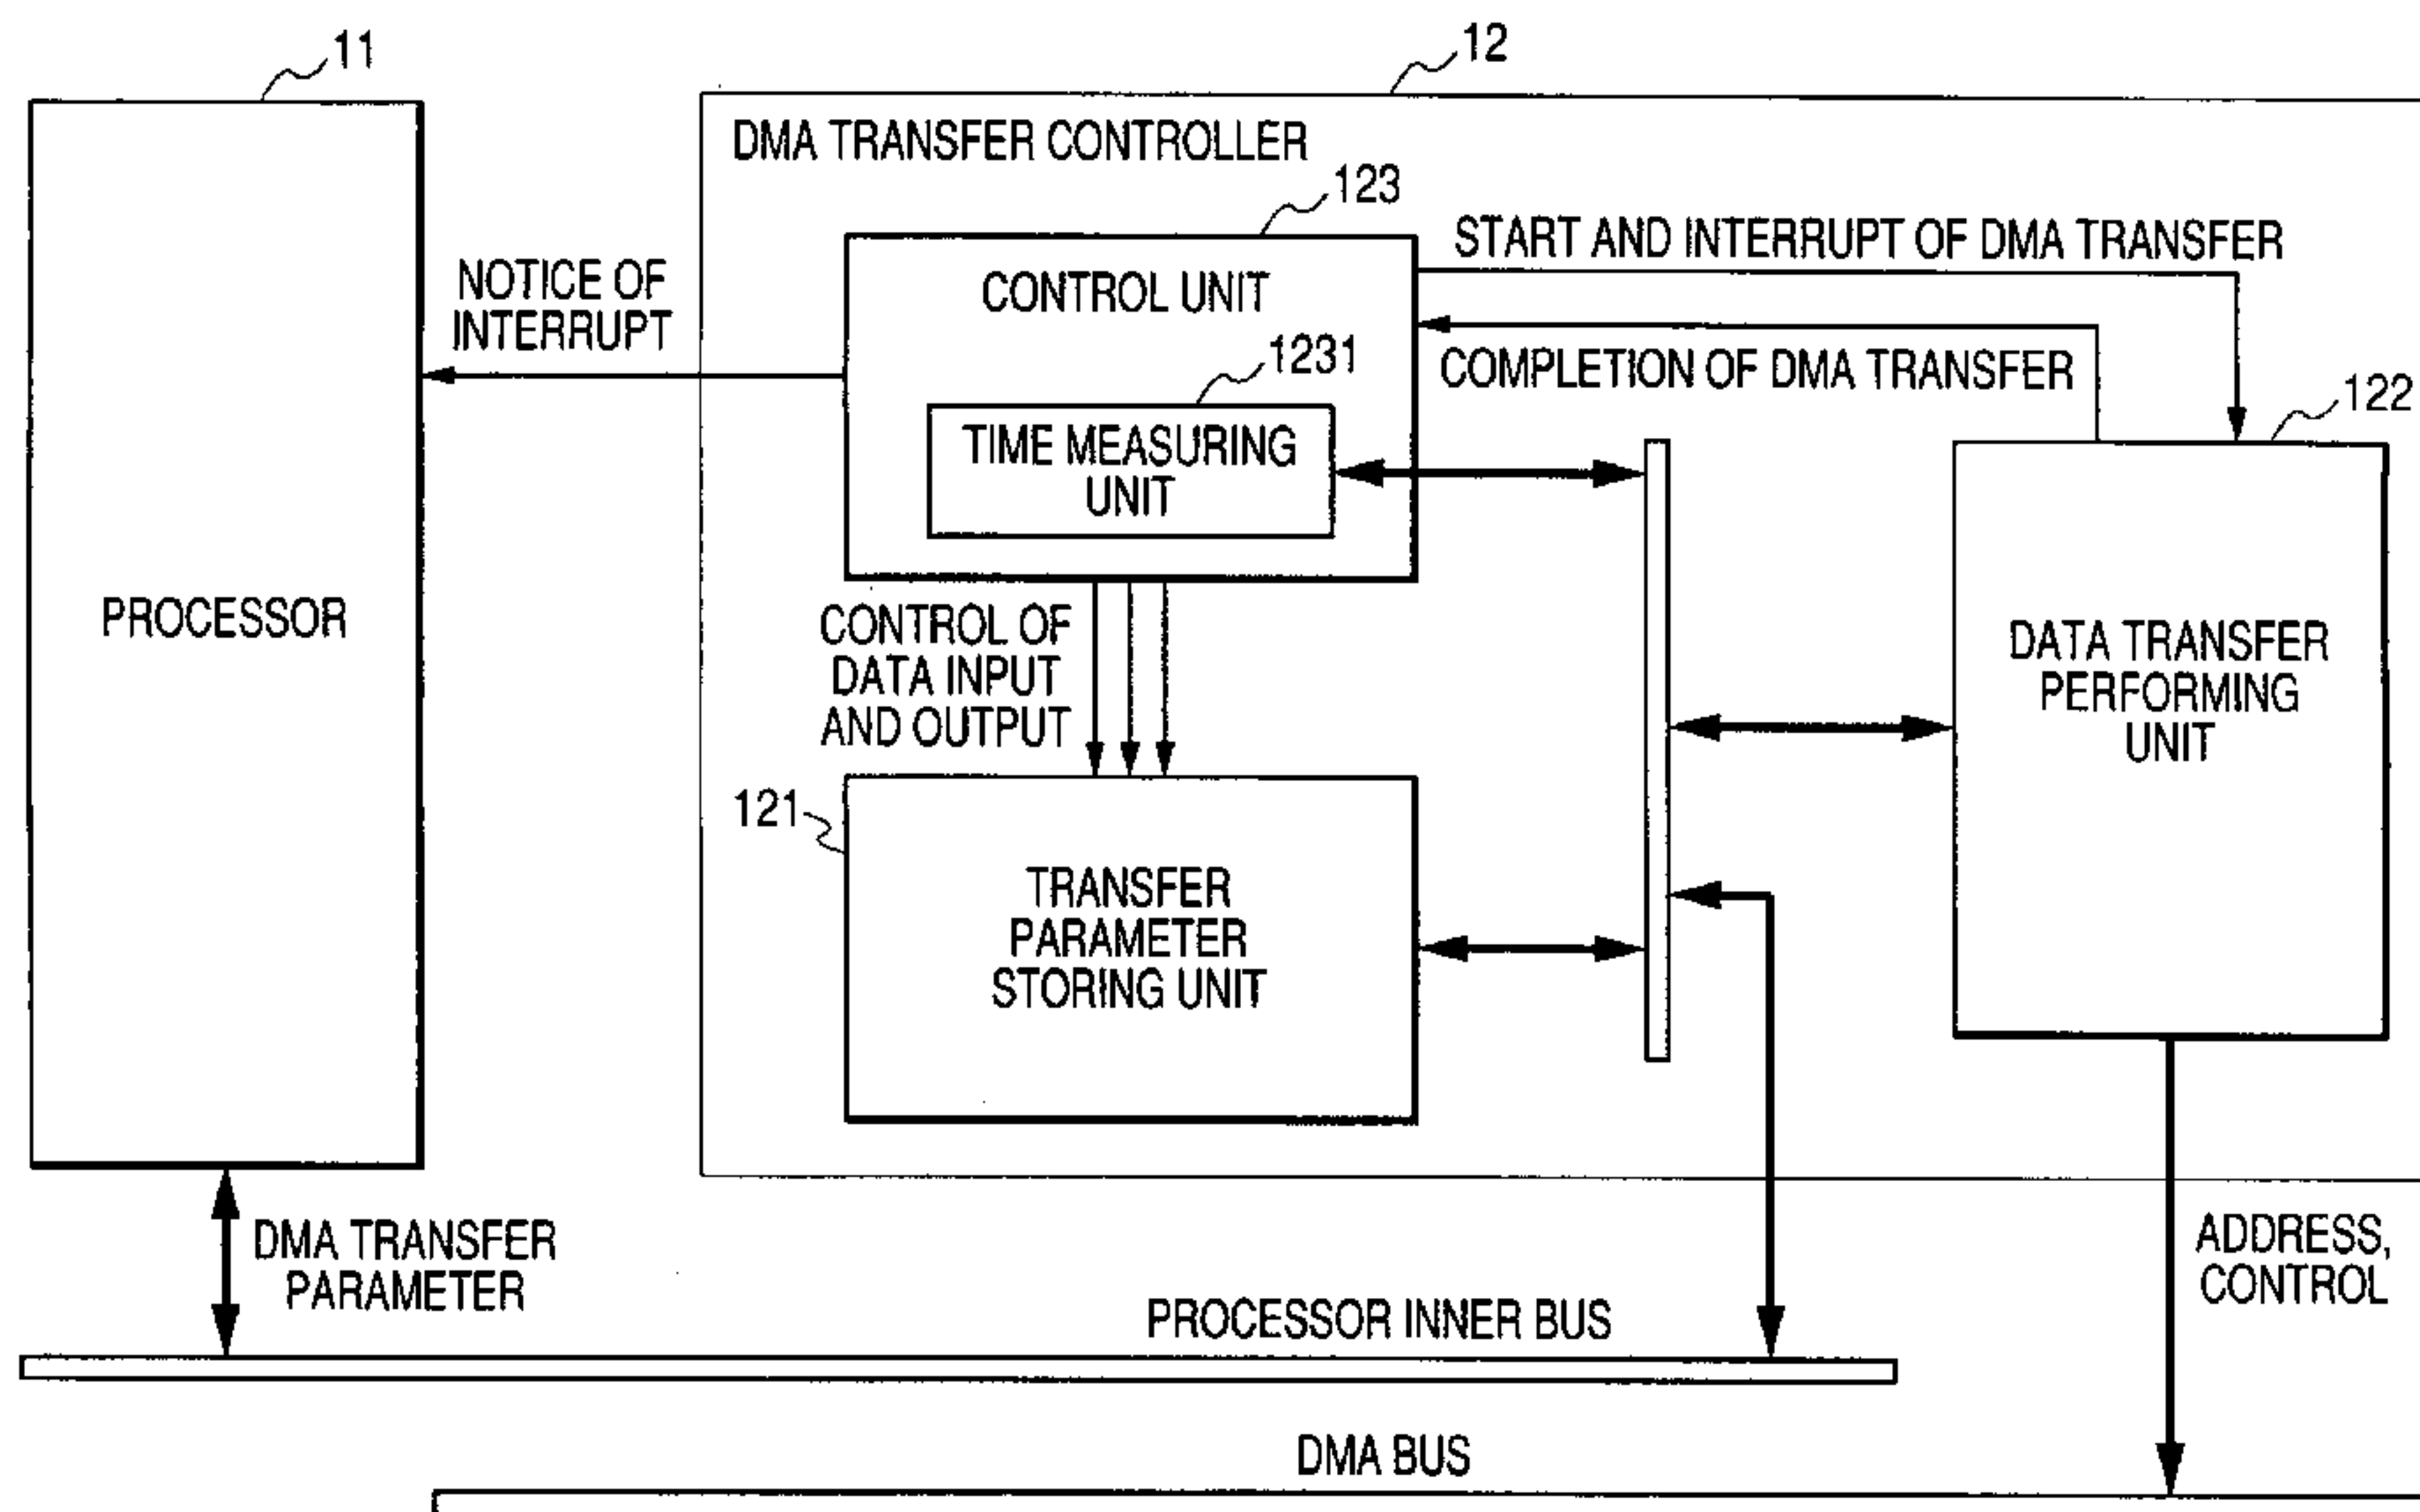 11
12
DMA TRANSFER CONTROLLER
123
START AND INTERRUPT OF DMA TRANSFER
NOTICE OF
INTERRUPT
CONTROL UNIT
1231
COMPLETION OF DMA TRANSFER
122
TIME MEASURING
UNIT
PROCESSOR
CONTROL OF
DATA INPUT
AND OUTPUT
DATA TRANSFER
PERFORMING
UNIT
121
TRANSFER
PARAMETER
STORING UNIT
DMA TRANSFER
PARAMETER
ADDRESS,
CONTROL
PROCESSOR INNER BUS
DMA BUS